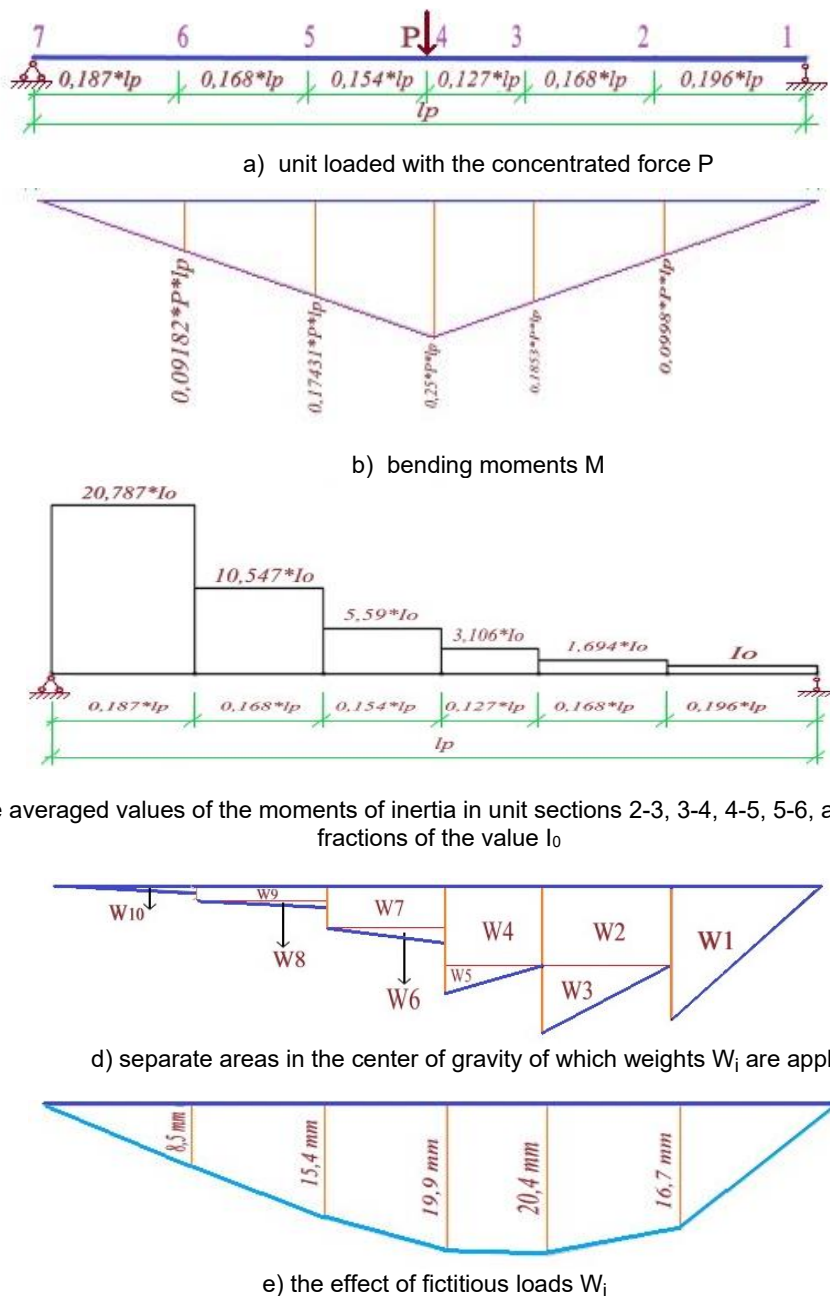 7 6 5 P 4 3 2 1
0,187*lp 0,168*lp 0,154*lp 0,127*lp 0,168*lp 0,196*lp
lp
a) unit loaded with the concentrated force P
0,09182*P*lp 0,17431*P*lp 0,25*P*lp 0,1853*P*lp 0,0998*P*lp
b) bending moments M
20,787*Io
10,547*Io
5,59*Io
3,106*Io
1,694*Io
Io
0,187*lp 0,168*lp 0,154*lp 0,127*lp 0,168*lp 0,196*lp
lp
e averaged values of the moments of inertia in unit sections 2-3, 3-4, 4-5, 5-6, a
fractions of the value I₀
W10 W9 W8 W7 W6 W5 W4 W3 W2 W1
d) separate areas in the center of gravity of which weights Wᵢ are appl
8,5 mm 15,4 mm 19,9 mm 20,4 mm 16,7 mm
e) the effect of fictitious loads Wᵢ